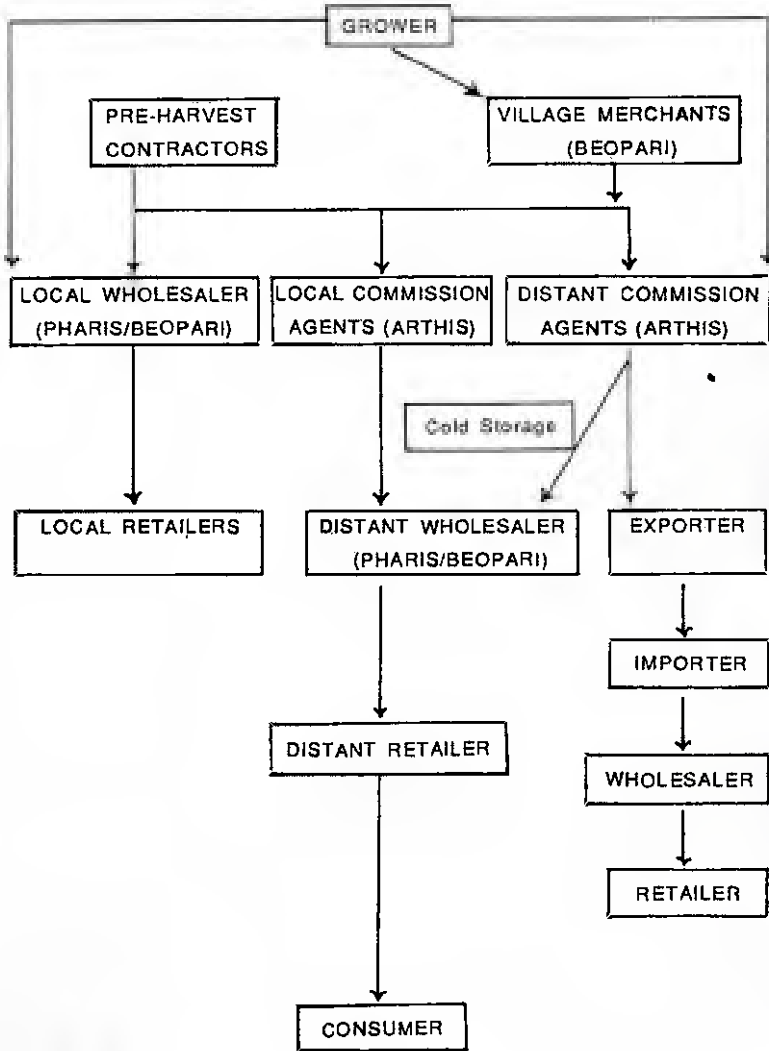 GROWER
PRE-HARVEST
CONTRACTORS
VILLAGE MERCHANTS
(BEOPARI)
LOCAL WHOLESALER
(PHARIS/BEOPARI)
LOCAL COMMISSION
AGENTS (ARTHIS)
DISTANT COMMISSION
AGENTS (ARTHIS)
Cold Storage
LOCAL RETAILERS
DISTANT WHOLESALER
(PHARIS/BEOPARI)
EXPORTER
IMPORTER
DISTANT RETAILER
WHOLESALER
RETAILER
CONSUMER